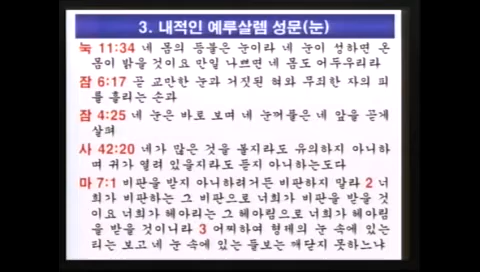 3. 내적인 예루살렘 성문(눈)
눅 11:34 네 몸의 등불은 눈이라 네 눈이 성하면 온
몸이 밝을 것이요 만일 나쁘면 네 몸도 어두우리라
잠 6:17 곧 교만한 눈과 거짓된 혀와 무죄한 자의 피
를 흘리는 손과
잠 4:25 네 눈은 바로 보며 네 눈꺼풀은 네 앞을 곧게
살펴
사 42:20 네가 많은 것을 볼지라도 유의하지 아니하
며 귀가 열려 있을지라도 듣지 아니하는도다
마 7:1 비판을 받지 아니하려거든 비판하지 말라 2 너
희가 비판하는 그 비판으로 너희가 비판을 받을 것
이요 너희가 헤아리는 그 헤아림으로 너희가 헤아림
을 받을 것이니라 3 어찌하여 형제의 눈 속에 있는
티는 보고 네 눈 속에 있는 들보는 깨닫지 못하느냐